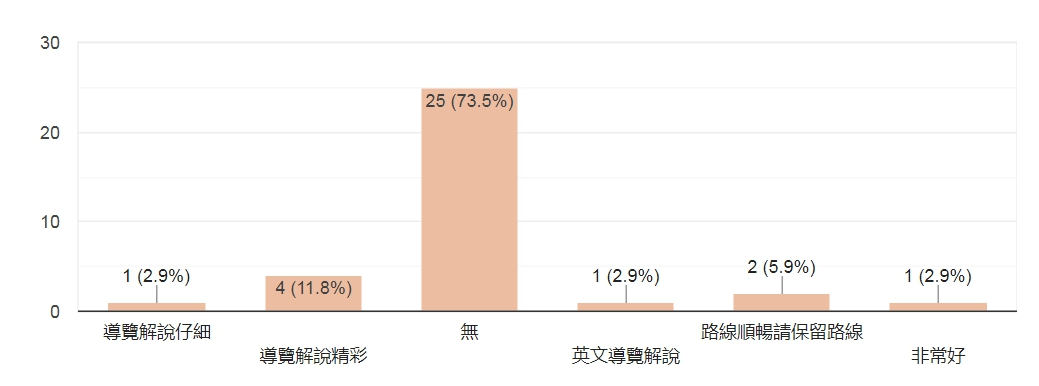 30
20
10
0
1 (2.9%)
4 (11.8%)
25 (73.5%)
1 (2.9%)
2 (5.9%)
1 (2.9%)
導覽解說仔細
導覽解說精彩
無
英文導覽解說
路線順暢請保留路線
非常好